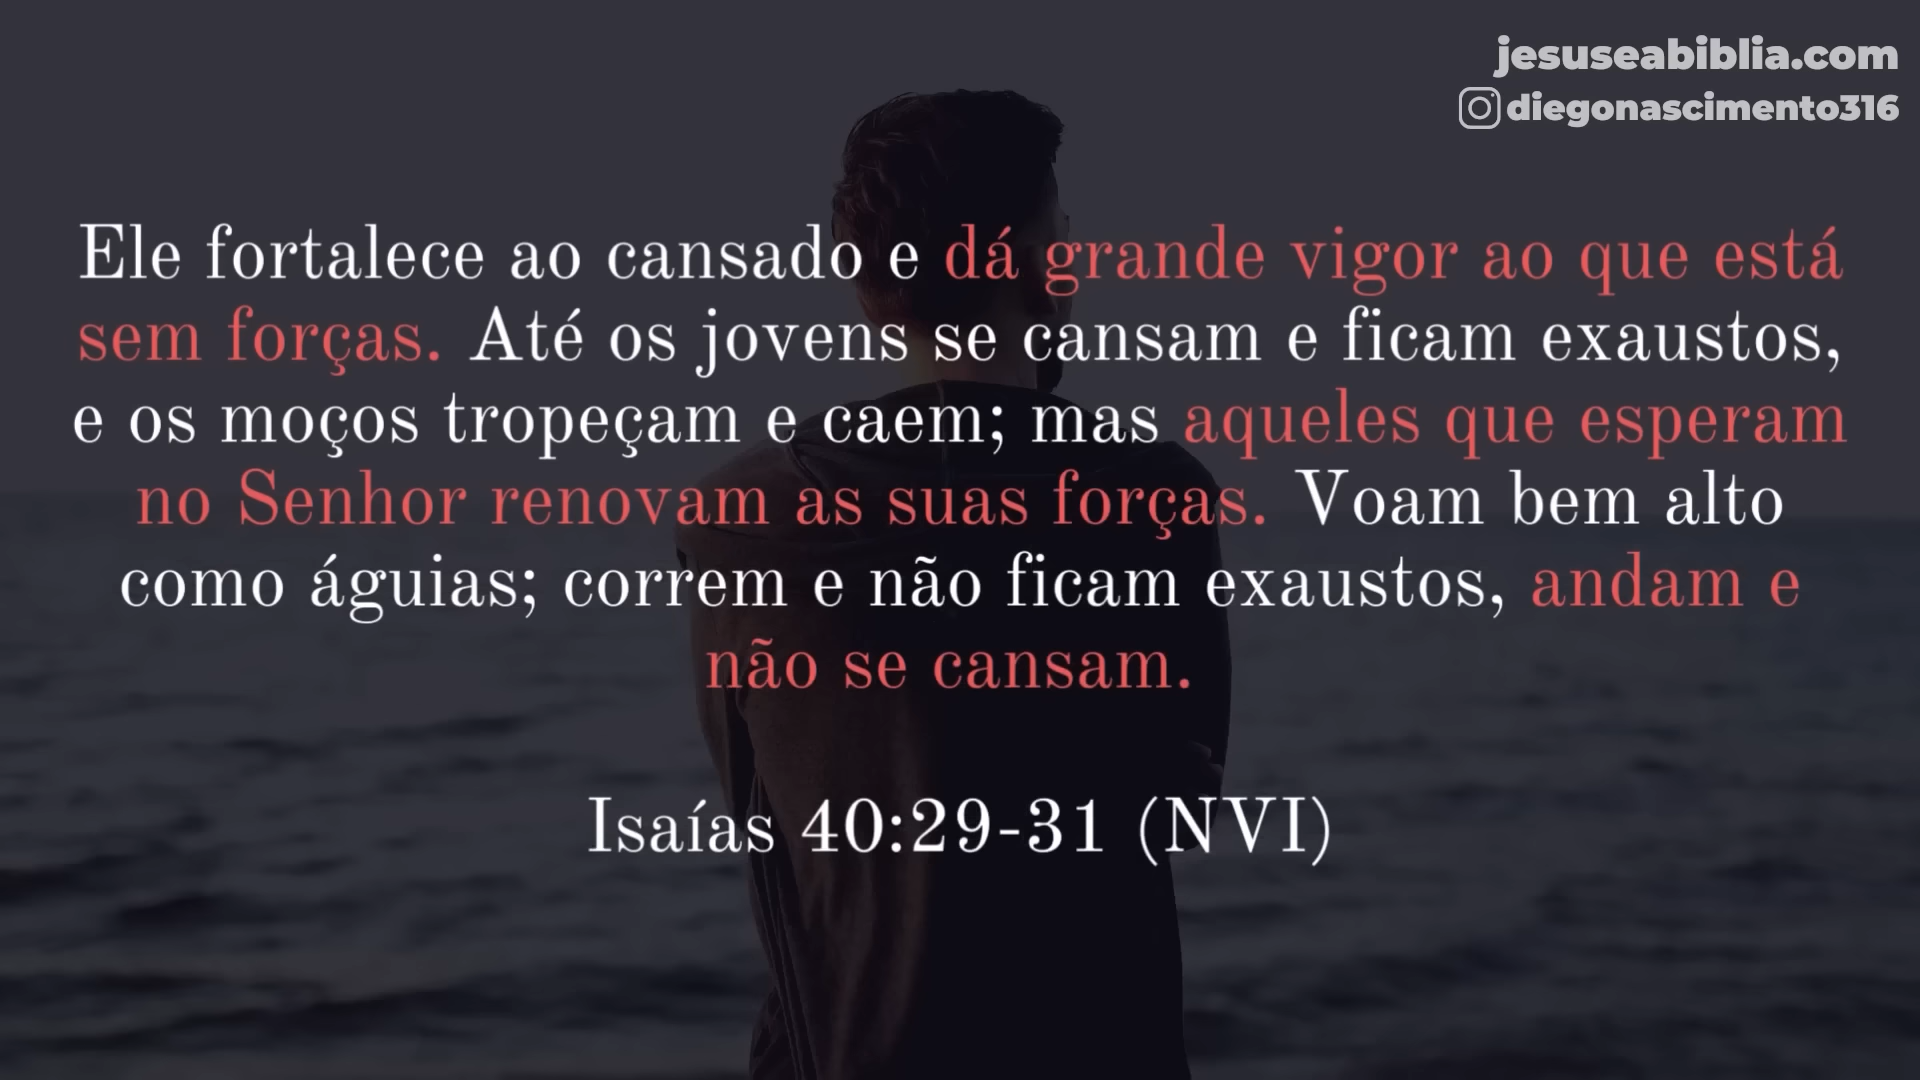 jesuseabiblia.com
diegonascimento316
Ele fortalece ao cansado e dá grande vigor ao que está
sem forças. Até os jovens se cansam e ficam exaustos,
e os moços tropeçam e caem; mas aqueles que esperam
no Senhor renovam as suas forças. Voam bem alto
como águias; correm e não ficam exaustos, andam e
não se cansam.
Isaías 40:29-31 (NVI)